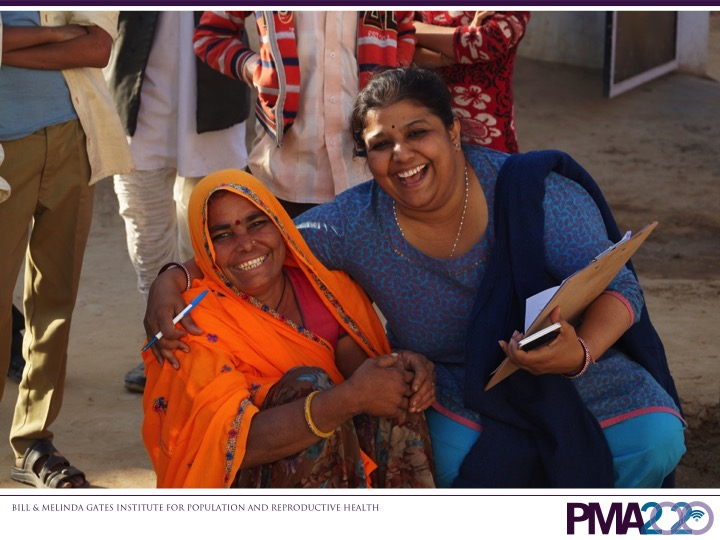 BILL & MELINDA GATES INSTITUTE FOR POPULATION AND REPRODUCTIVE HEALTH
PMA2020